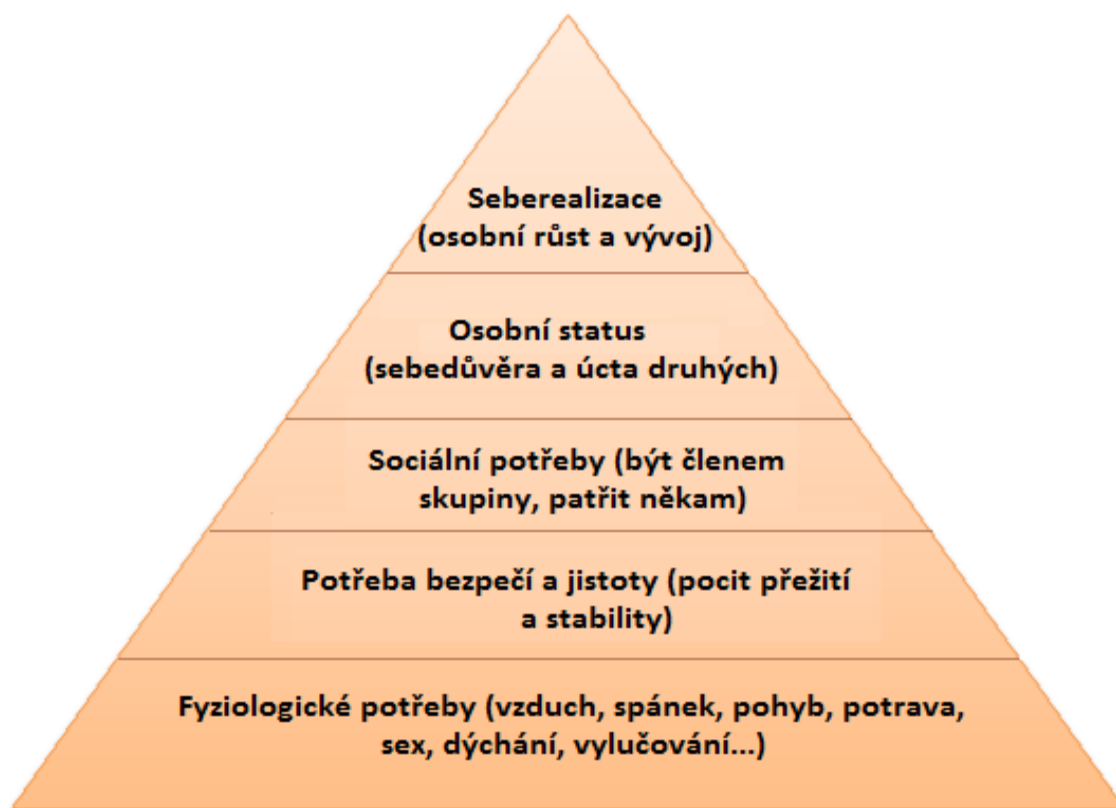 Seberealizace
(osobní růst a vývoj)
Osobní status
(sebedůvěra a úcta druhých)
Sociální potřeby (být členem
skupiny, patřit někam)
Potřeba bezpečí a jistoty (pocit přežití
a stability)
Fyziologické potřeby (vzduch, spánek, pohyb, potrava,
sex, dýchání, vylučování...)